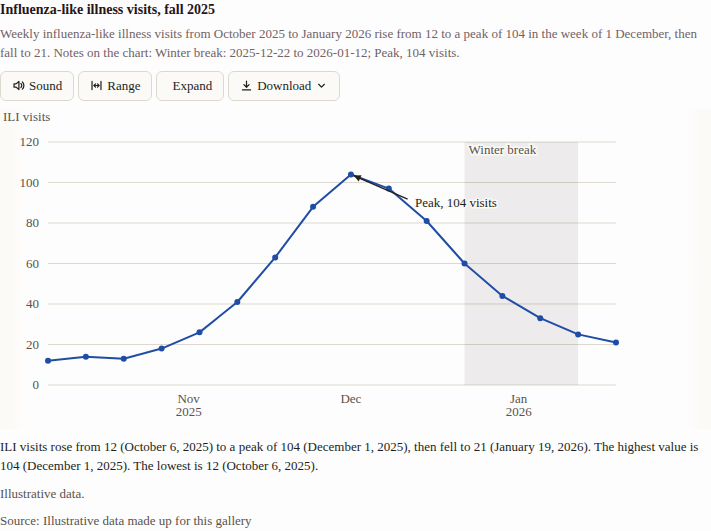 Influenza-like illness visits, fall 2025
Weekly influenza-like illness visits from October 2025 to January 2026 rise from 12 to a peak of 104 in the week of 1 December, then
fall to 21. Notes on the chart: Winter break: 2025-12-22 to 2026-01-12; Peak, 104 visits.
Sound Range Expand Download
ILI visits
120
Winter break
100
Peak, 104 visits
80
60
40
20
0
Nov Dec Jan
2025 2026
ILI visits rose from 12 (October 6, 2025) to a peak of 104 (December 1, 2025), then fell to 21 (January 19, 2026). The highest value is
104 (December 1, 2025). The lowest is 12 (October 6, 2025).
Illustrative data.
Source: Illustrative data made up for this gallery